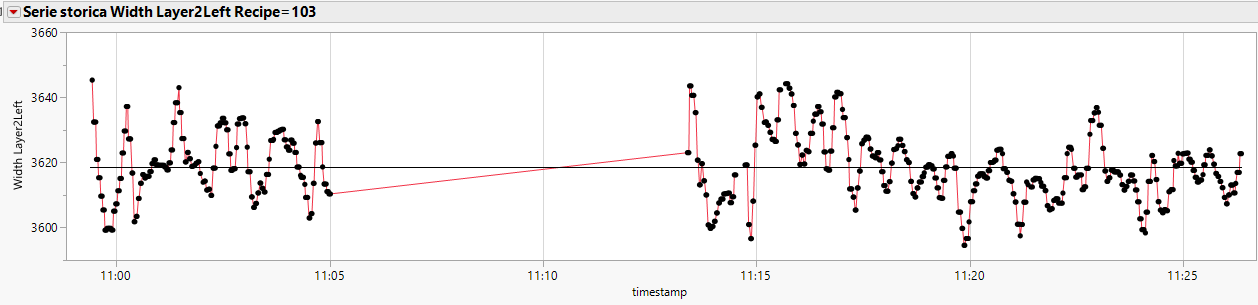 Serie storica Width Layer2Left Recipe=103
3660
3640
3620
3600
Width Layer2Left
11:00 11:05 11:10 11:15 11:20 11:25
timestamp